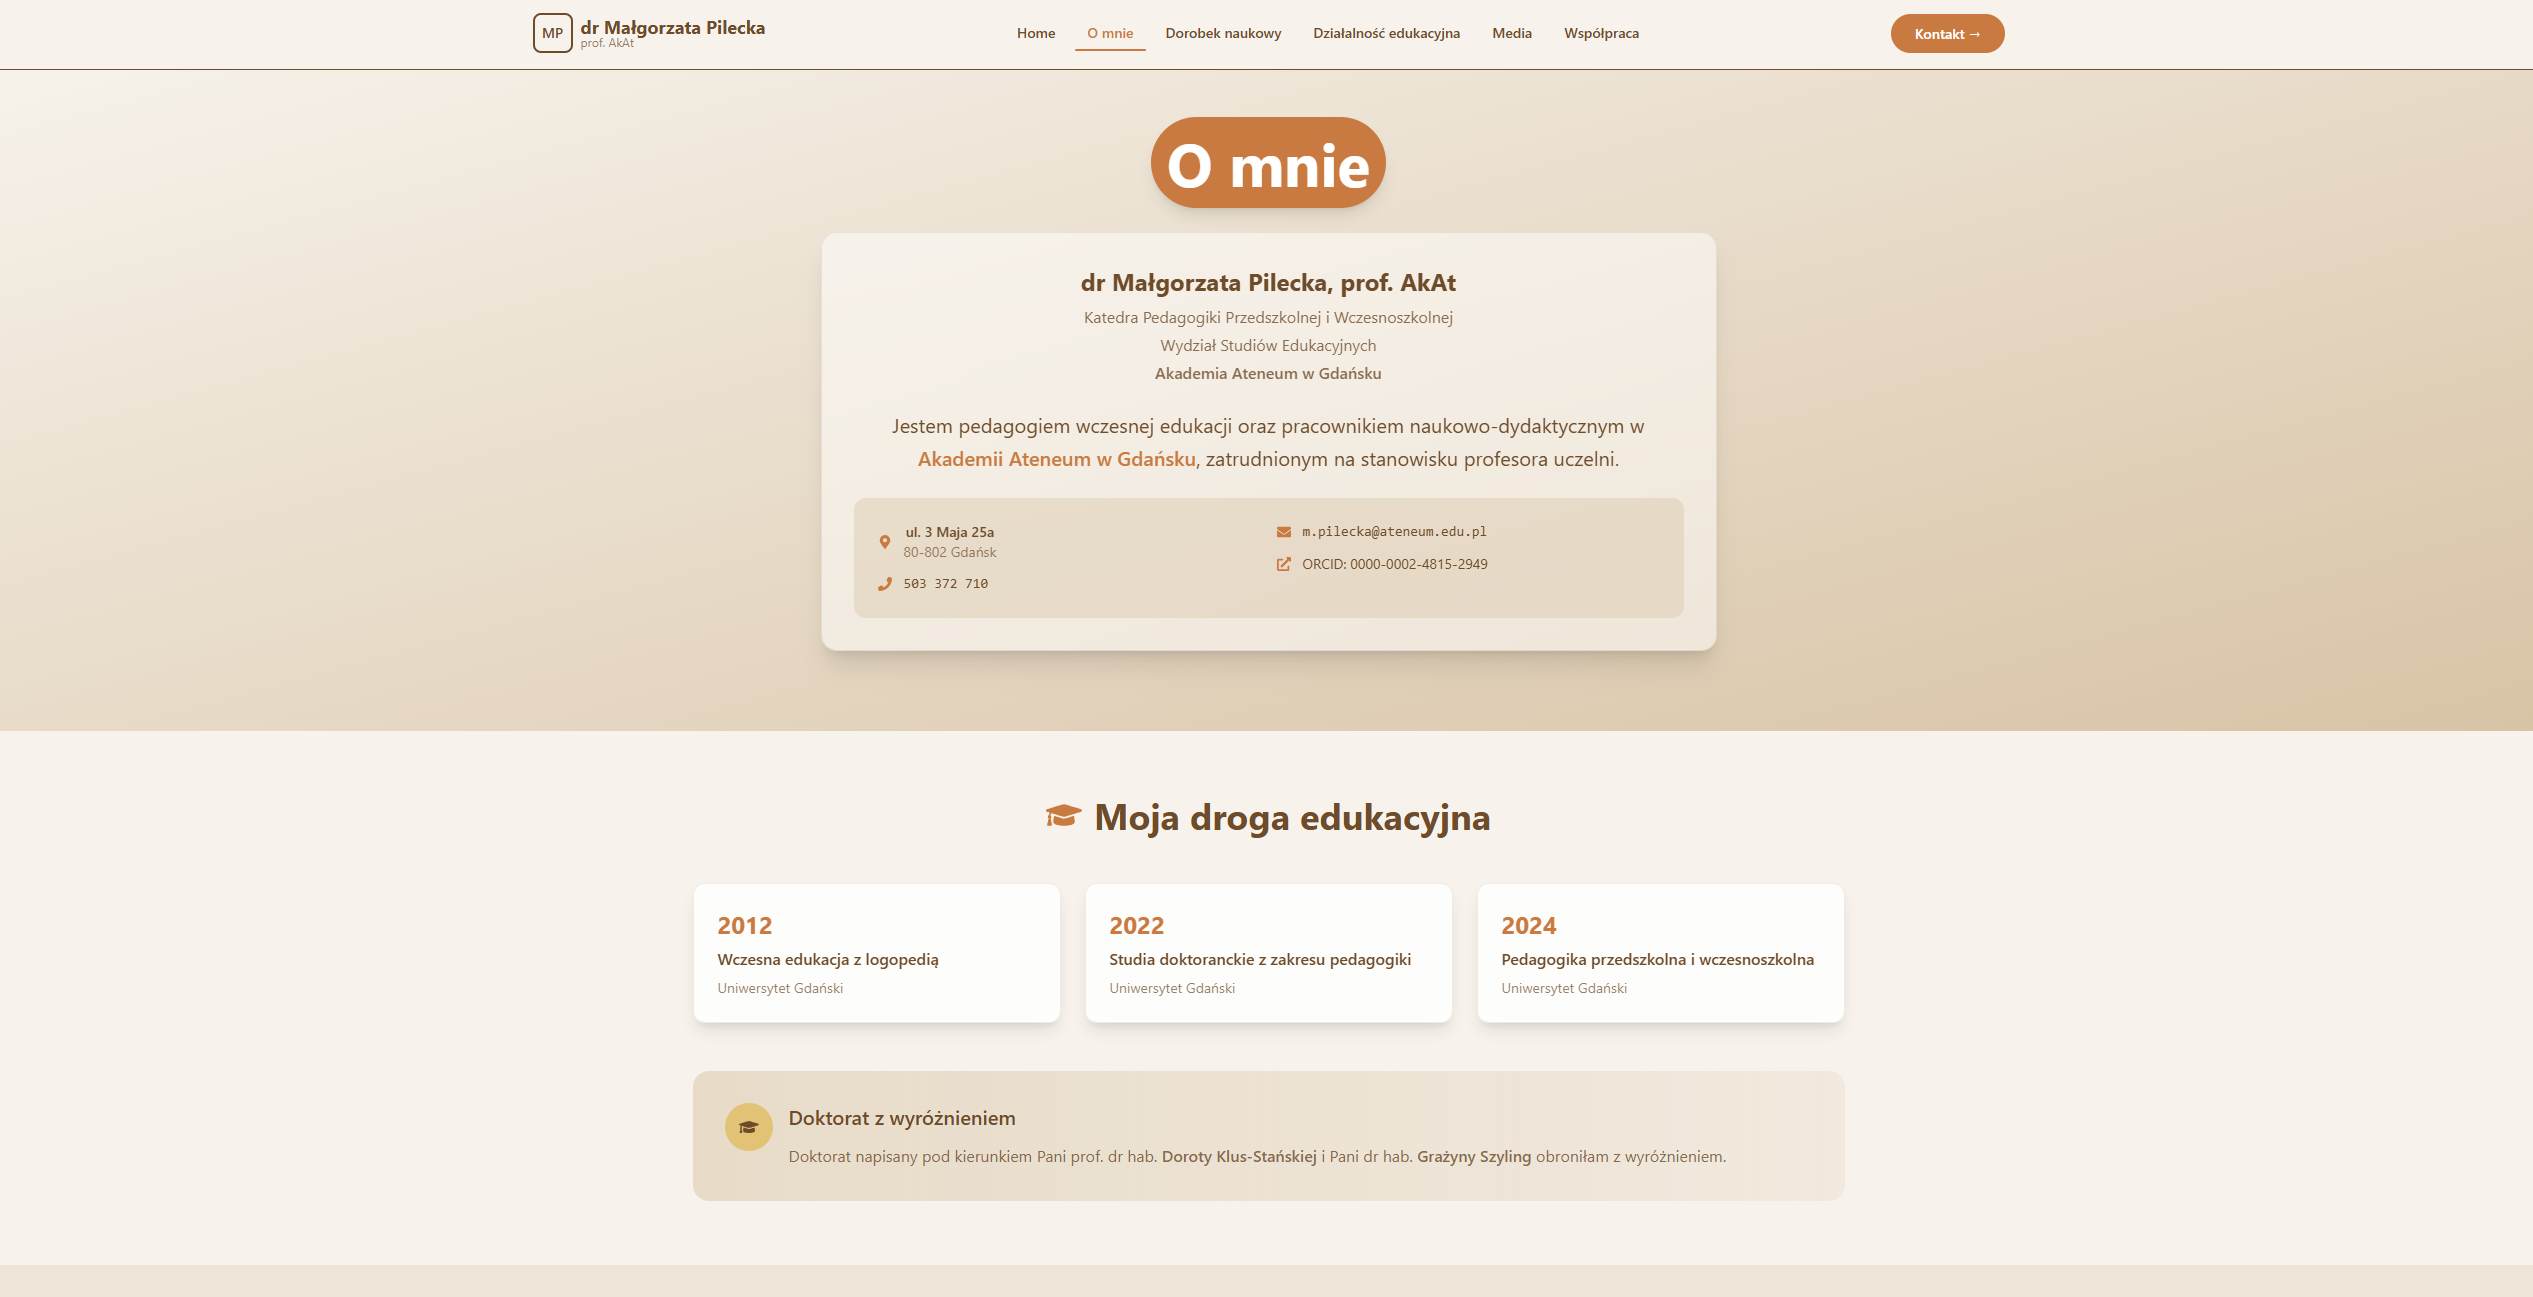 MP
dr Małgorzata Pilecka
prof. AkAt
Home
O mnie
Dorobek naukowy
Działalność edukacyjna
Media
Współpraca
Kontakt →
O mnie
dr Małgorzata Pilecka, prof. AkAt
Katedra Pedagogiki Przedszkolnej i Wczesnoszkolnej
Wydział Studiów Edukacyjnych
Akademia Ateneum w Gdańsku
Jestem pedagogiem wczesnej edukacji oraz pracownikiem naukowo-dydaktycznym w
Akademii Ateneum w Gdańsku, zatrudnionym na stanowisku profesora uczelni.
ul. 3 Maja 25a
80-802 Gdańsk
503 372 710
m.pilecka@ateneum.edu.pl
ORCID: 0000-0002-4815-2949
Moja droga edukacyjna
2012
Wczesna edukacja z logopedią
Uniwersytet Gdański
2022
Studia doktoranckie z zakresu pedagogiki
Uniwersytet Gdański
2024
Pedagogika przedszkolna i wczesnoszkolna
Uniwersytet Gdański
Doktorat z wyróżnieniem
Doktorat napisany pod kierunkiem Pani prof. dr hab. Doroty Klus-Stańskiej i Pani dr hab. Grażyny Szyling obroniłam z wyróżnieniem.